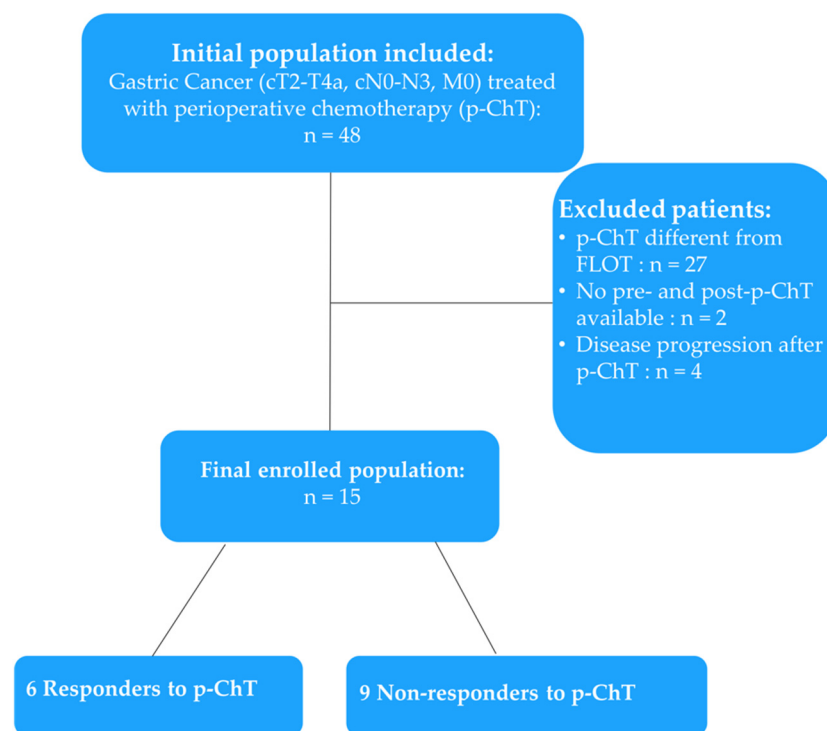 Initial population included:
Gastric Cancer (cT2-T4a, cN0-N3, M0) treated
with perioperative chemotherapy (p-ChT):
n = 48
Excluded patients:
• p-ChT different from
FLOT : n = 27
• No pre- and post-p-ChT
available : n = 2
• Disease progression after
p-ChT : n = 4
Final enrolled population:
n = 15
6 Responders to p-ChT
9 Non-responders to p-ChT